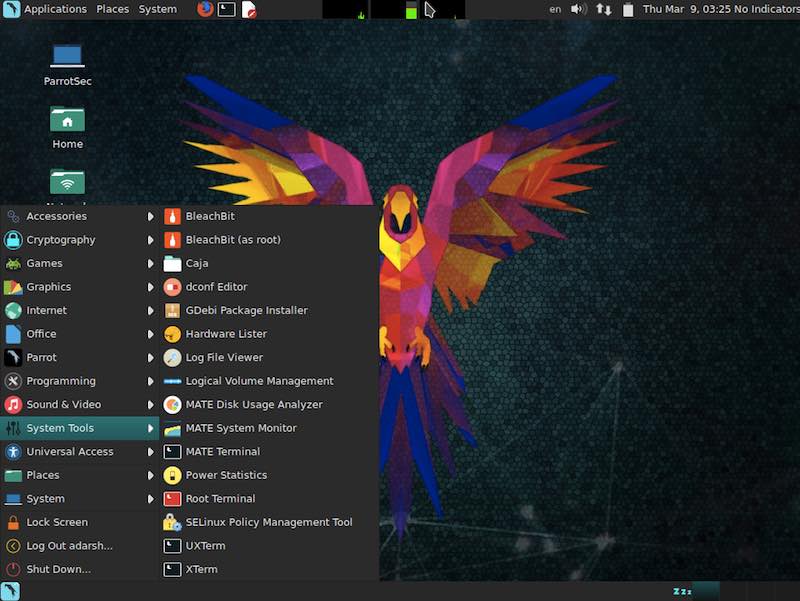 Applications Places System
en Thu Mar 9, 03:25 No Indicators
ParrotSec
Home
Accessories
Cryptography
Games
Graphics
Internet
Office
Parrot
Programming
Sound & Video
System Tools
Universal Access
Places
System
Lock Screen
Log Out adarsh...
Shut Down...
BleachBit
BleachBit (as root)
Caja
dconf Editor
GDebi Package Installer
Hardware Lister
Log File Viewer
Logical Volume Management
MATE Disk Usage Analyzer
MATE System Monitor
MATE Terminal
Power Statistics
Root Terminal
SELinux Policy Management Tool
UXTerm
XTerm
zzz